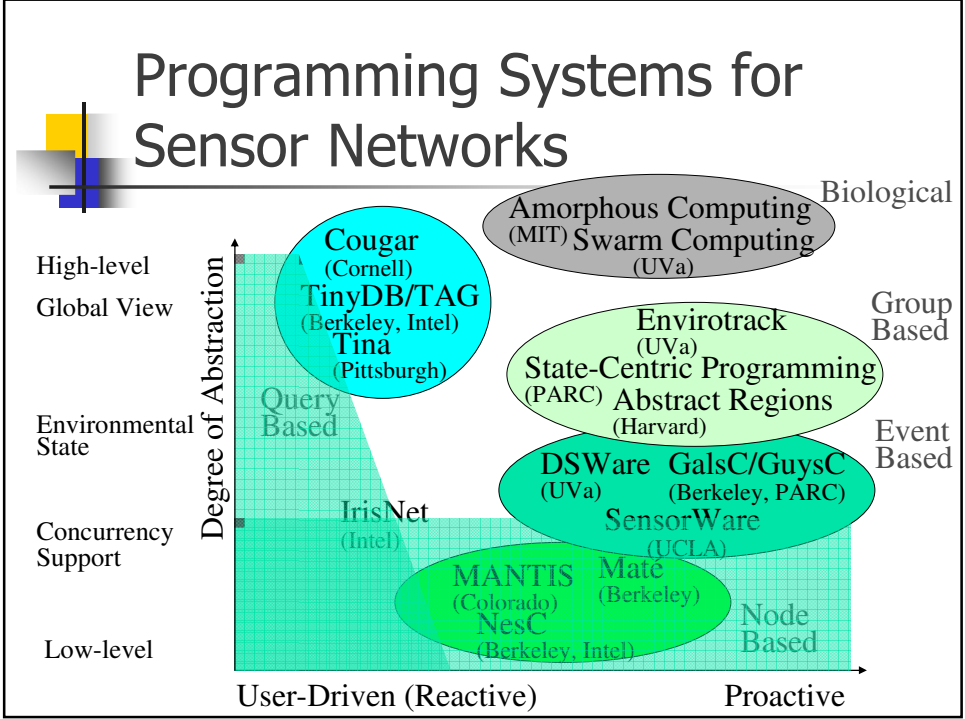 Programming Systems for
Sensor Networks
Biological
Amorphous Computing
(MIT) Swarm Computing
(UVa)
Cougar
(Cornell)
TinyDB/TAG
(Berkeley, Intel)
Tina
(Pittsburgh)
High-level
Global View
Group
Based
Envirotrack
(UVa)
State-Centric Programming
(PARC) Abstract Regions
(Harvard)
Degree of Abstraction
Query
Based
Environmental
State
Event
Based
DSWare GalsC/GuysC
(UVa) (Berkeley, PARC)
SensorWare
(UCLA)
IrisNet
(Intel)
Concurrency
Support
MANTIS Maté
(Colorado) (Berkeley)
NesC
(Berkeley, Intel)
Node
Based
Low-level
User-Driven (Reactive) Proactive